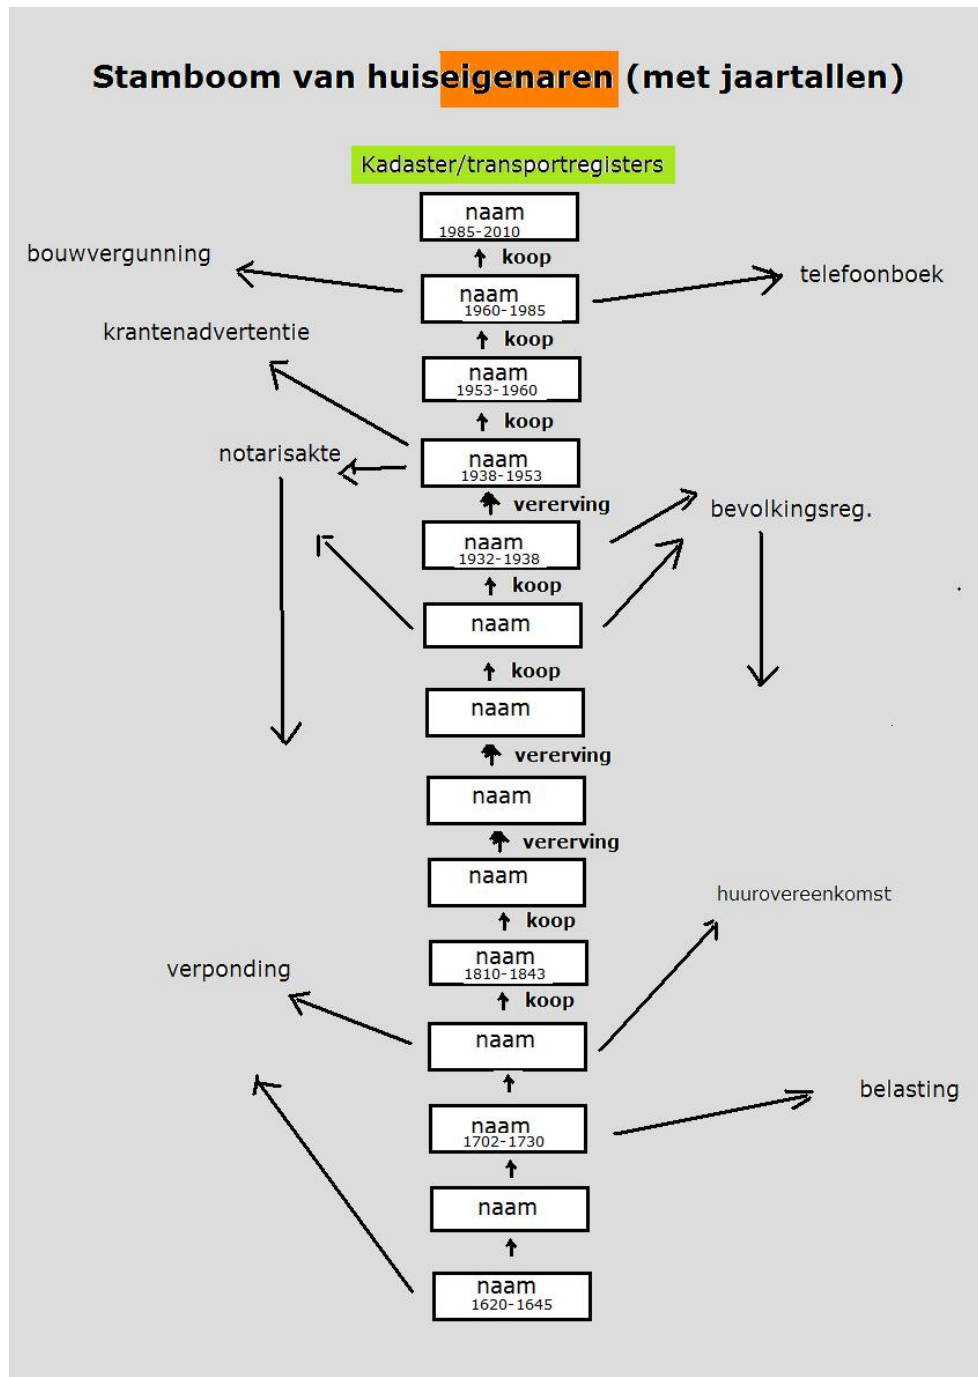 Stamboom van huiseigenaren (met jaartallen)
Kadaster/transportregisters
naam
1985-2010
koop
bouwvergunning
telefoonboek
naam
1960-1985
krantenadvertentie
koop
naam
1953-1960
koop
notarisakte
naam
1938-1953
vererving
bevolkingsreg.
naam
1932-1938
koop
naam
koop
naam
vererving
naam
vererving
naam
huurovereenkomst
koop
naam
1810-1843
verponding
koop
naam
belasting
naam
1702-1730
naam
naam
1620-1645